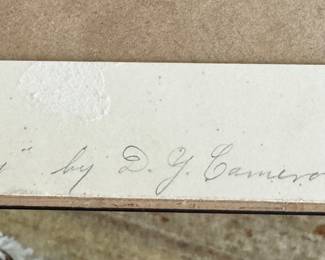 " by D. Y. Camero